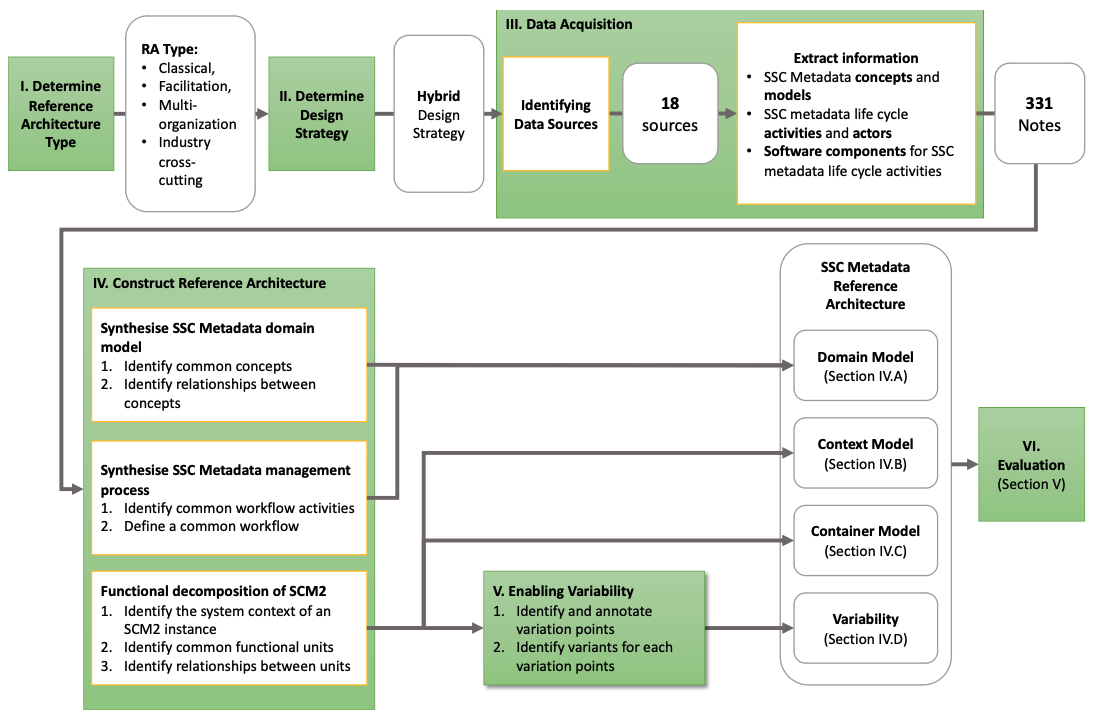 I. Determine
Reference
Architecture
Type
RA Type:
• Classical,
• Facilitation,
• Multi-
organization
• Industry
cross-
cutting
II. Determine
Design
Strategy
Hybrid
Design
Strategy
III. Data Acquisition
Identifying
Data Sources
18
sources
Extract information
• SSC Metadata concepts and
models
• SSC metadata life cycle
activities and actors
• Software components for SSC
metadata life cycle activities
331
Notes
IV. Construct Reference Architecture
Synthesise SSC Metadata domain
model
1. Identify common concepts
2. Identify relationships between
concepts
Synthesise SSC Metadata management
process
1. Identify common workflow activities
2. Define a common workflow
Functional decomposition of SCM2
1. Identify the system context of an
SCM2 instance
2. Identify common functional units
3. Identify relationships between units
V. Enabling Variability
1. Identify and annotate
variation points
2. Identify variants for each
variation points
SSC Metadata
Reference
Architecture
Domain Model
(Section IV.A)
Context Model
(Section IV.B)
Container Model
(Section IV.C)
Variability
(Section IV.D)
VI.
Evaluation
(Section V)